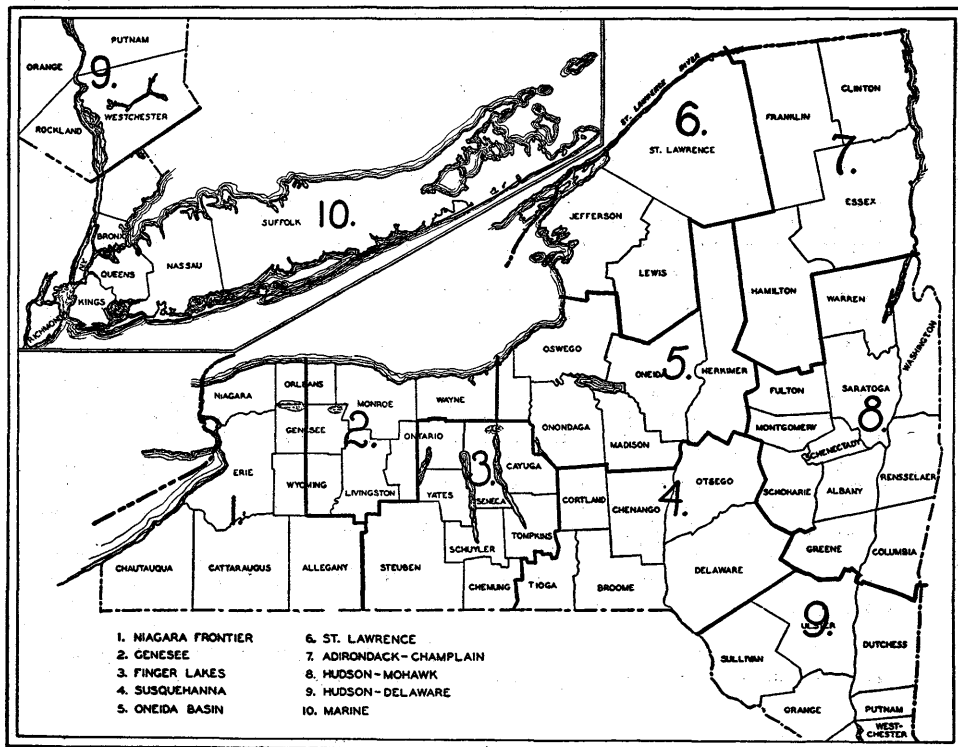 PUTNAM
ORANGE
9.
WESTCHESTER
ROCKLAND
BRONX
SUFFOLK
10.
NASSAU
QUEENS
N.Y.
KINGS
RICHMOND
ST. LAWRENCE RIVER
6.
ST. LAWRENCE
FRANKLIN
CLINTON
7.
ESSEX
JEFFERSON
LEWIS
HAMILTON
WARREN
WASHINGTON
OSWEGO
5.
ONEIDA
HERKIMER
FULTON
SARATOGA
8.
MONTGOMERY
SCHENECTADY
NIAGARA
ORLEANS
MONROE
WAYNE
GENESEE
2.
ONTARIO
ONONDAGA
MADISON
3.
CAYUGA
ERIE
WYOMING
LIVINGSTON
YATES
SENECA
CORTLAND
CHENANGO
4.
OTSEGO
SCHOHARIE
ALBANY
RENSSELAER
1.
SCHUYLER
TOMPKINS
GREENE
COLUMBIA
CHAUTAUQUA
CATTARAUGUS
ALLEGANY
STEUBEN
CHEMUNG
TIOGA
BROOME
DELAWARE
9.
ULSTER
SULLIVAN
DUTCHESS
ORANGE
PUTNAM
WEST-
CHESTER
1. NIAGARA FRONTIER
2. GENESEE
3. FINGER LAKES
4. SUSQUEHANNA
5. ONEIDA BASIN
6. ST. LAWRENCE
7. ADIRONDACK-CHAMPLAIN
8. HUDSON-MOHAWK
9. HUDSON-DELAWARE
10. MARINE